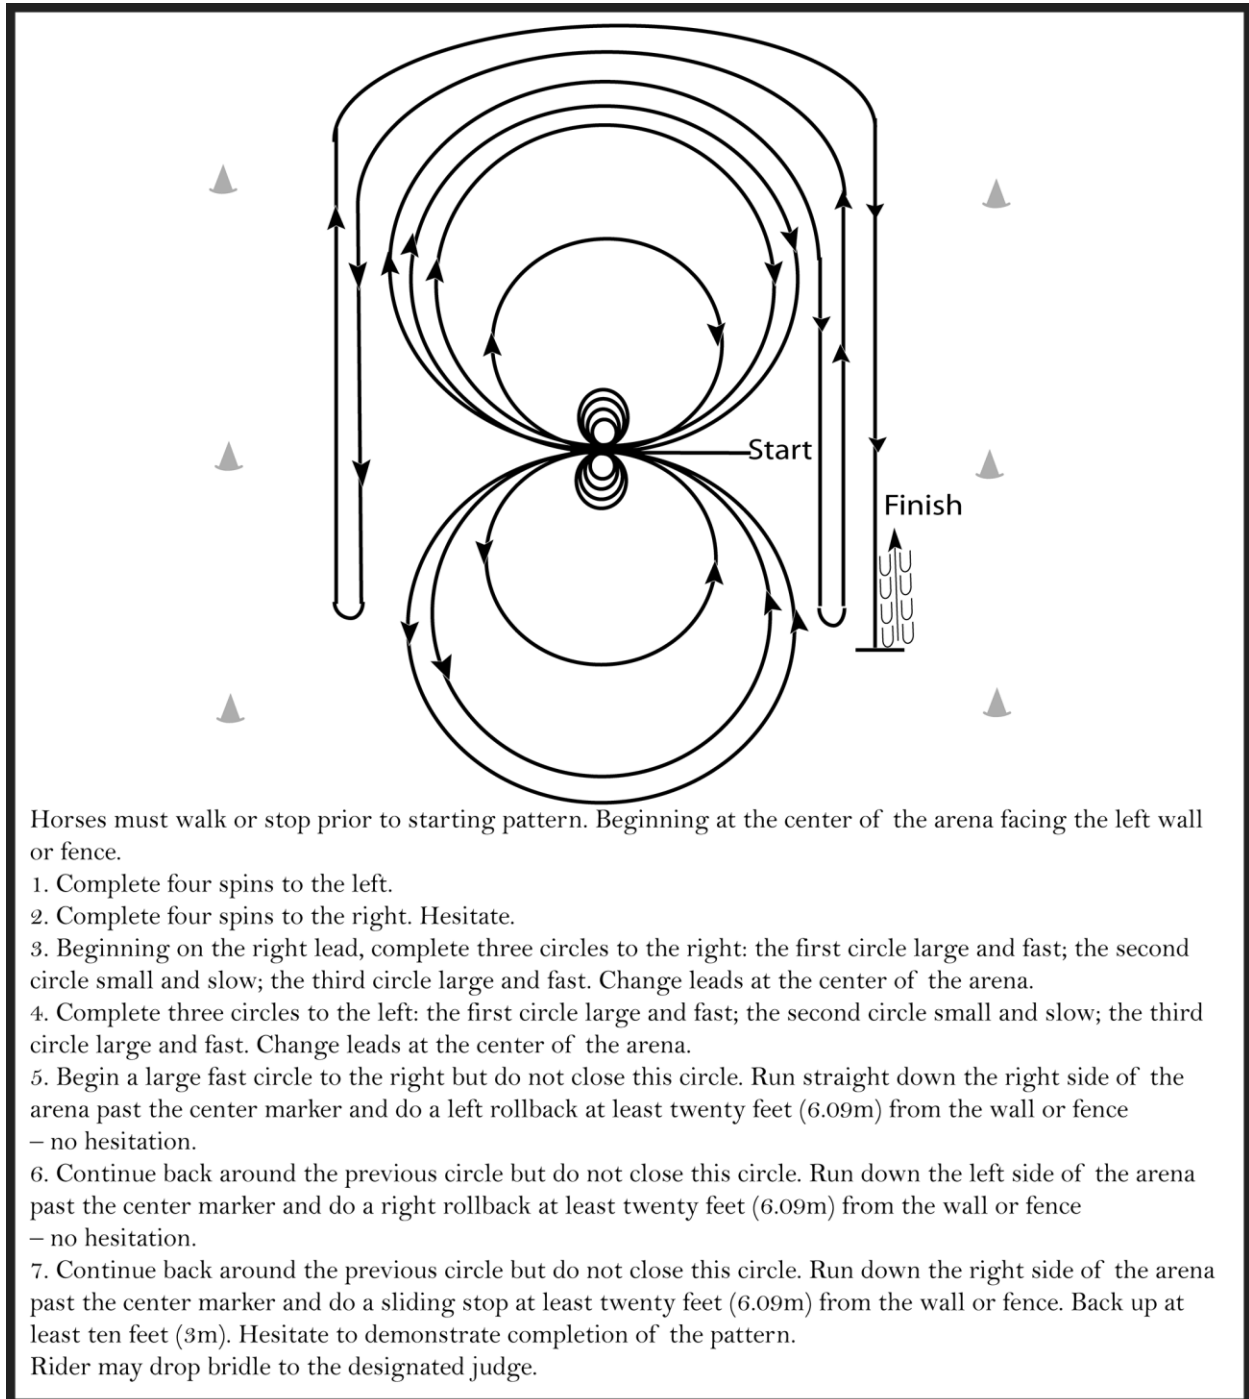 Start
Finish
Horses must walk or stop prior to starting pattern. Beginning at the center of the arena facing the left wall
or fence.
1. Complete four spins to the left.
2. Complete four spins to the right. Hesitate.
3. Beginning on the right lead, complete three circles to the right: the first circle large and fast; the second
circle small and slow; the third circle large and fast. Change leads at the center of the arena.
4. Complete three circles to the left: the first circle large and fast; the second circle small and slow; the third
circle large and fast. Change leads at the center of the arena.
5. Begin a large fast circle to the right but do not close this circle. Run straight down the right side of the
arena past the center marker and do a left rollback at least twenty feet (6.09m) from the wall or fence
– no hesitation.
6. Continue back around the previous circle but do not close this circle. Run down the left side of the arena
past the center marker and do a right rollback at least twenty feet (6.09m) from the wall or fence
– no hesitation.
7. Continue back around the previous circle but do not close this circle. Run down the right side of the arena
past the center marker and do a sliding stop at least twenty feet (6.09m) from the wall or fence. Back up at
least ten feet (3m). Hesitate to demonstrate completion of the pattern.
Rider may drop bridle to the designated judge.